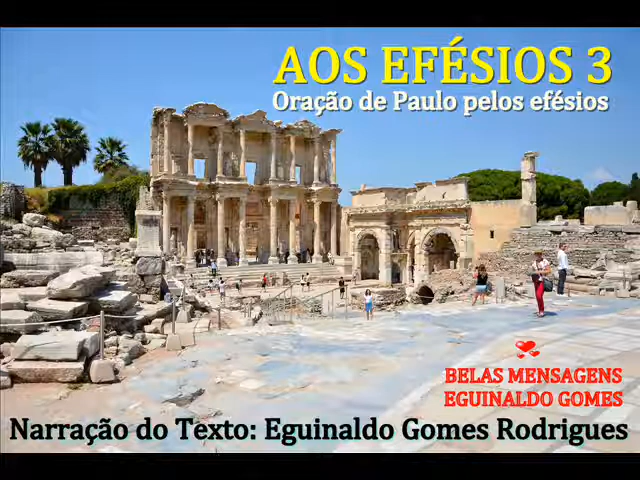 AOS EFÉSIOS 3
Oração de Paulo pelos efésios
BELAS MENSAGENS
EGUINALDO GOMES
Narração do Texto: Eguinaldo Gomes Rodrigues